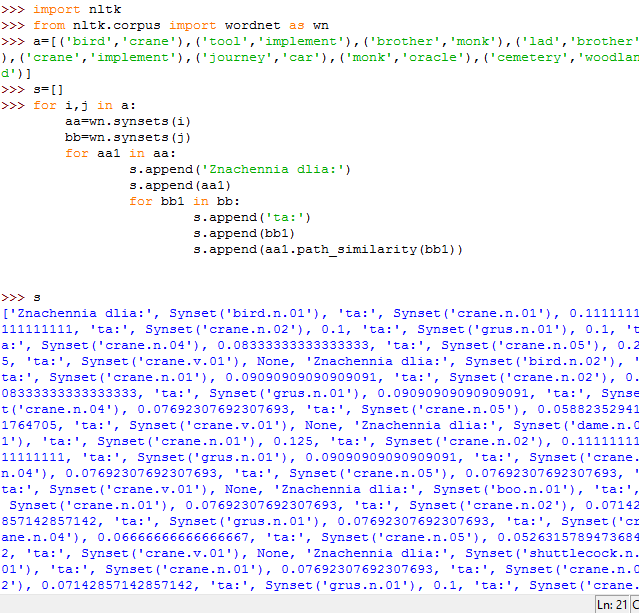 >>> import nltk
>>> from nltk.corpus import wordnet as wn
>>> a=[('bird','crane'),('tool','implement'),('brother','monk'),('lad','brother'
),('crane','implement'),('journey','car'),('monk','oracle'),('cemetery','woodlan
d')]
>>> s=[]
>>> for i,j in a:
        aa=wn.synsets(i)
        bb=wn.synsets(j)
        for aa1 in aa:
                s.append('Znachennia dlia:')
                s.append(aa1)
                for bb1 in bb:
                        s.append('ta:')
                        s.append(bb1)
                        s.append(aa1.path_similarity(bb1))
>>> s
['Znachennia dlia:', Synset('bird.n.01'), 'ta:', Synset('crane.n.01'), 0.1111111
111111111, 'ta:', Synset('crane.n.02'), 0.1, 'ta:', Synset('grus.n.01'), 0.1, 't
a:', Synset('crane.n.04'), 0.08333333333333333, 'ta:', Synset('crane.n.05'), 0.2
5, 'ta:', Synset('crane.v.01'), None, 'Znachennia dlia:', Synset('bird.n.02'), '
ta:', Synset('crane.n.01'), 0.09090909090909091, 'ta:', Synset('crane.n.02'), 0.
08333333333333333, 'ta:', Synset('grus.n.01'), 0.09090909090909091, 'ta:', Synse
t('crane.n.04'), 0.07692307692307693, 'ta:', Synset('crane.n.05'), 0.05882352941
1764705, 'ta:', Synset('crane.v.01'), None, 'Znachennia dlia:', Synset('dame.n.0
1'), 'ta:', Synset('crane.n.01'), 0.125, 'ta:', Synset('crane.n.02'), 0.11111111
11111111, 'ta:', Synset('grus.n.01'), 0.09090909090909091, 'ta:', Synset('crane.
n.04'), 0.07692307692307693, 'ta:', Synset('crane.n.05'), 0.07692307692307693, '
ta:', Synset('crane.v.01'), None, 'Znachennia dlia:', Synset('boo.n.01'), 'ta:',
 Synset('crane.n.01'), 0.07692307692307693, 'ta:', Synset('crane.n.02'), 0.07142
857142857142, 'ta:', Synset('grus.n.01'), 0.07692307692307693, 'ta:', Synset('cr
ane.n.04'), 0.06666666666666667, 'ta:', Synset('crane.n.05'), 0.0526315789473684
2, 'ta:', Synset('crane.v.01'), None, 'Znachennia dlia:', Synset('shuttlecock.n.
01'), 'ta:', Synset('crane.n.01'), 0.07692307692307693, 'ta:', Synset('crane.n.0
2'), 0.07142857142857142, 'ta:', Synset('grus.n.01'), 0.1, 'ta:', Synset('crane.
Ln: 21